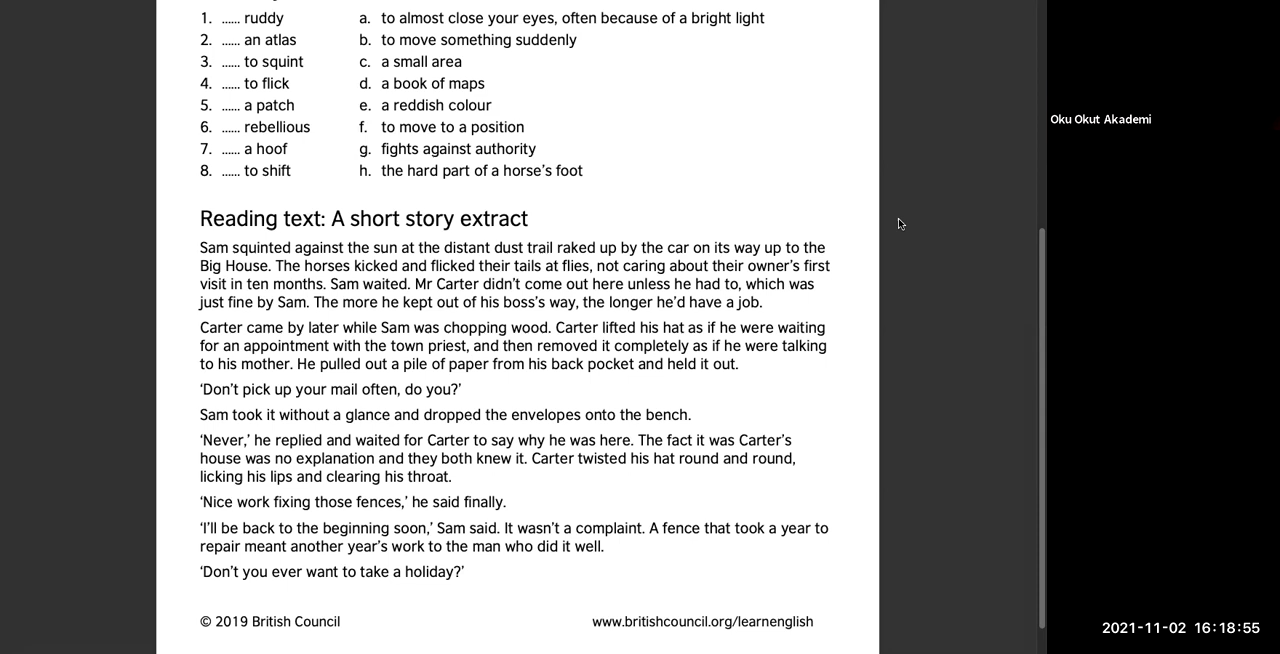 1. ...... ruddy a. to almost close your eyes, often because of a bright light
2. ...... an atlas b. to move something suddenly
3. ...... to squint c. a small area
4. ...... to flick d. a book of maps
5. ...... a patch e. a reddish colour
6. ...... rebellious f. to move to a position
7. ...... a hoof g. fights against authority
8. ...... to shift h. the hard part of a horse’s foot
Reading text: A short story extract
Sam squinted against the sun at the distant dust trail raked up by the car on its way up to the
Big House. The horses kicked and flicked their tails at flies, not caring about their owner’s first
visit in ten months. Sam waited. Mr Carter didn’t come out here unless he had to, which was
just fine by Sam. The more he kept out of his boss’s way, the longer he’d have a job.
Carter came by later while Sam was chopping wood. Carter lifted his hat as if he were waiting
for an appointment with the town priest, and then removed it completely as if he were talking
to his mother. He pulled out a pile of paper from his back pocket and held it out.
‘Don’t pick up your mail often, do you?’
Sam took it without a glance and dropped the envelopes onto the bench.
‘Never,’ he replied and waited for Carter to say why he was here. The fact it was Carter’s
house was no explanation and they both knew it. Carter twisted his hat round and round,
licking his lips and clearing his throat.
‘Nice work fixing those fences,’ he said finally.
‘I’ll be back to the beginning soon,’ Sam said. It wasn’t a complaint. A fence that took a year to
repair meant another year’s work to the man who did it well.
‘Don’t you ever want to take a holiday?’
© 2019 British Council www.britishcouncil.org/learnenglish
Oku Okut Akademi
2021-11-02 16:18:55